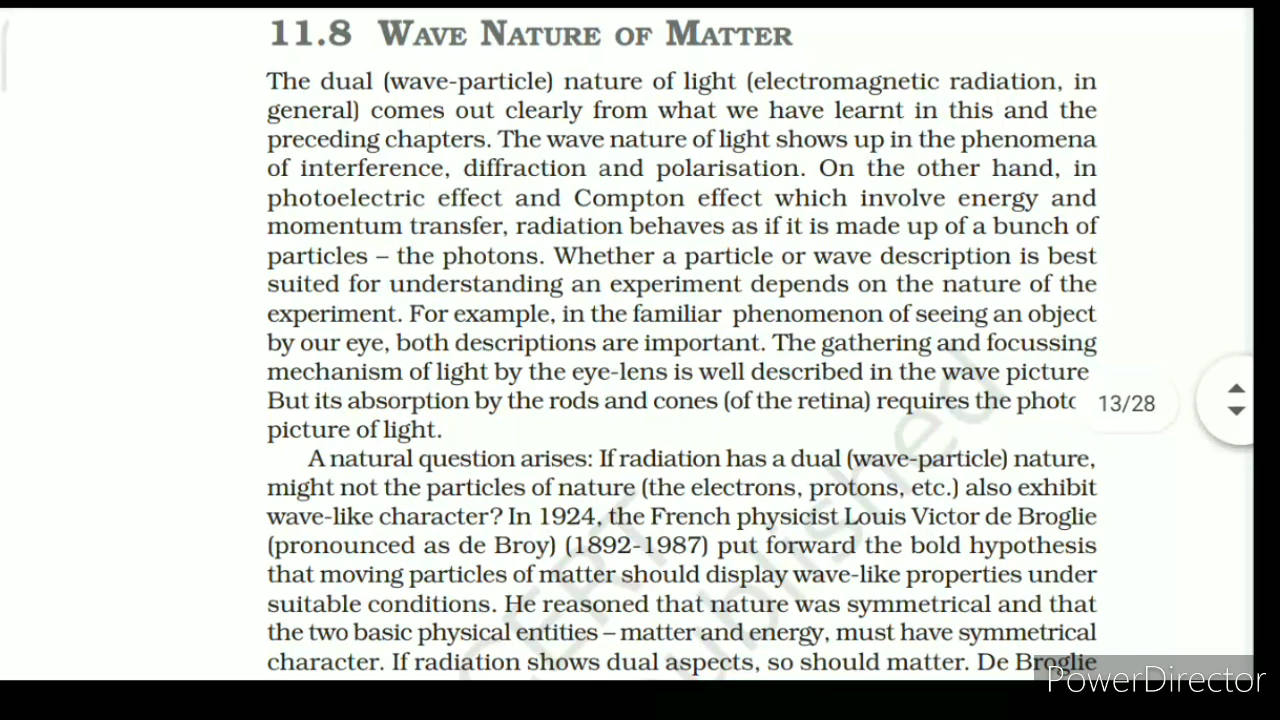 11.8 WAVE NATURE OF MATTER
The dual (wave-particle) nature of light (electromagnetic radiation, in
general) comes out clearly from what we have learnt in this and the
preceding chapters. The wave nature of light shows up in the phenomena
of interference, diffraction and polarisation. On the other hand, in
photoelectric effect and Compton effect which involve energy and
momentum transfer, radiation behaves as if it is made up of a bunch of
particles – the photons. Whether a particle or wave description is best
suited for understanding an experiment depends on the nature of the
experiment. For example, in the familiar phenomenon of seeing an object
by our eye, both descriptions are important. The gathering and focussing
mechanism of light by the eye-lens is well described in the wave picture
But its absorption by the rods and cones (of the retina) requires the
13/28
picture of light.
A natural question arises: If radiation has a dual (wave-particle) nature,
might not the particles of nature (the electrons, protons, etc.) also exhibit
wave-like character? In 1924, the French physicist Louis Victor de Broglie
(pronounced as de Broy) (1892-1987) put forward the bold hypothesis
that moving particles of matter should display wave-like properties under
suitable conditions. He reasoned that nature was symmetrical and that
the two basic physical entities – matter and energy, must have symmetrical
character. If radiation shows dual aspects, so should matter. De Broglie
PowerDirector